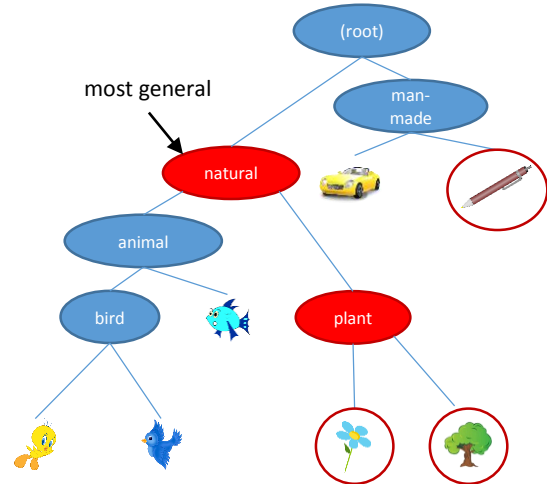 (root)
man-
made
most general
natural
animal
bird
plant